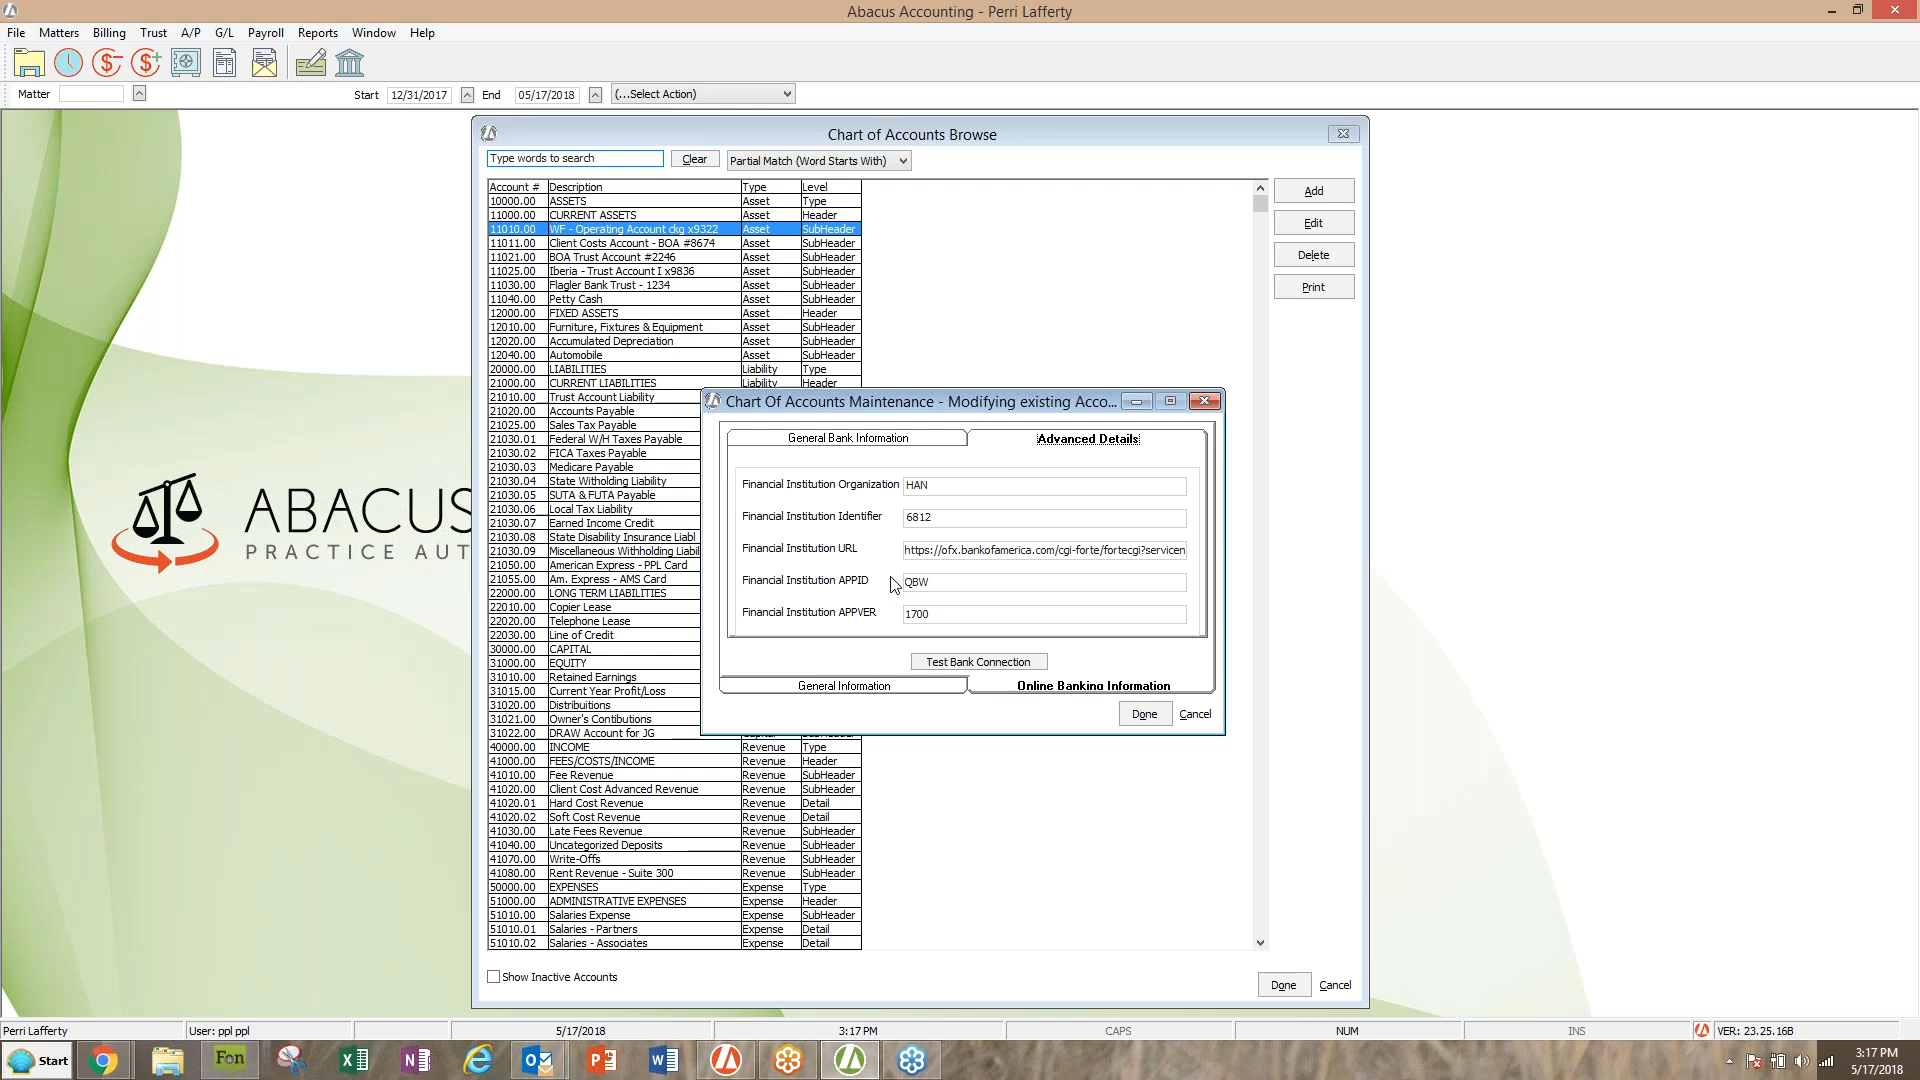 Abacus Accounting - Perri Lafferty
File Matters Billing Trust A/P G/L Payroll Reports Window Help
Matter Start 12/31/2017 End 05/17/2018 (...Select Action)
Chart of Accounts Browse
Type words to search Clear Partial Match (Word Starts With)
Account # Description Type Level
10000.00 ASSETS Asset Type
11000.00 CURRENT ASSETS Asset Header
11010.00 WF - Operating Account ckg x9322 Asset SubHeader
11011.00 Client Costs Account - BOA #8674 Asset SubHeader
11021.00 BOA Trust Account #2246 Asset SubHeader
11025.00 Iberia - Trust Account I x9836 Asset SubHeader
11030.00 Flagler Bank Trust - 1234 Asset SubHeader
11040.00 Petty Cash Asset SubHeader
12000.00 FIXED ASSETS Asset Header
12010.00 Furniture, Fixtures & Equipment Asset SubHeader
12020.00 Accumulated Depreciation Asset SubHeader
12040.00 Automobile Asset SubHeader
20000.00 LIABILITIES Liability Type
21000.00 CURRENT LIABILITIES Liability Header
21010.00 Trust Account Liability
21020.00 Accounts Payable
21025.00 Sales Tax Payable
21030.01 Federal W/H Taxes Payable
21030.02 FICA Taxes Payable
21030.03 Medicare Payable
21030.04 State Witholding Liability
21030.05 SUTA & FUTA Payable
21030.06 Local Tax Liability
21030.07 Earned Income Credit
21030.08 State Disability Insurance Liabl
21030.09 Miscellaneous Withholding Liabil
21050.00 American Express - PPL Card
21055.00 Am. Express - AMS Card
22000.00 LONG TERM LIABILITIES
22010.00 Copier Lease
22020.00 Telephone Lease
22030.00 Line of Credit
30000.00 CAPITAL
31000.00 EQUITY
31010.00 Retained Earnings
31015.00 Current Year Profit/Loss
31020.00 Distribuitions
31021.00 Owner's Contibutions
31022.00 DRAW Account for JG
40000.00 INCOME Revenue Type
41000.00 FEES/COSTS/INCOME Revenue Header
41010.00 Fee Revenue Revenue SubHeader
41020.00 Client Cost Advanced Revenue Revenue SubHeader
41020.01 Hard Cost Revenue Revenue Detail
41020.02 Soft Cost Revenue Revenue Detail
41030.00 Late Fees Revenue Revenue SubHeader
41040.00 Uncategorized Deposits Revenue SubHeader
41070.00 Write-Offs Revenue SubHeader
41080.00 Rent Revenue - Suite 300 Revenue SubHeader
50000.00 EXPENSES Expense Type
51000.00 ADMINISTRATIVE EXPENSES Expense Header
51010.00 Salaries Expense Expense SubHeader
51010.01 Salaries - Partners Expense Detail
51010.02 Salaries - Associates Expense Detail
Add
Edit
Delete
Print
Show Inactive Accounts
Done Cancel
Chart Of Accounts Maintenance - Modifying existing Acco...
General Bank Information Advanced Details
Financial Institution Organization HAN
Financial Institution Identifier 6812
Financial Institution URL https://ofx.bankofamerica.com/cgi-forte/fortecgi?servicen
Financial Institution APPID QBW
Financial Institution APPVER 1700
Test Bank Connection
General Information Online Banking Information
Done Cancel
ABACUS
PRACTICE AUT
Perri Lafferty User: ppl ppl 5/17/2018 3:17 PM CAPS NUM INS VER: 23.25.16B
Start Fon 3:17 PM
5/17/2018